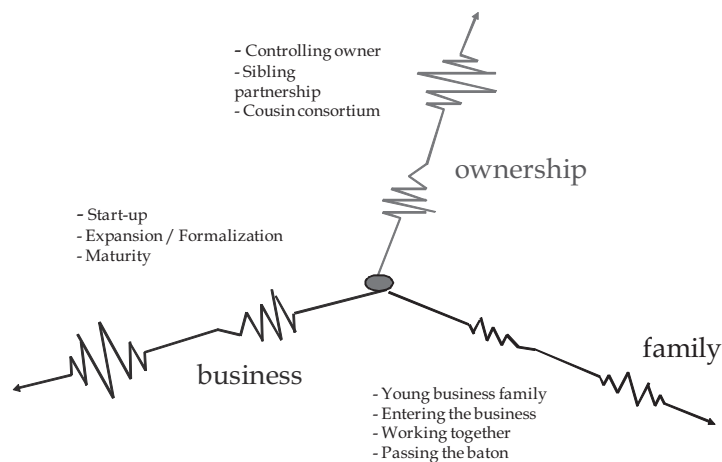 - Controlling owner
- Sibling
partnership
- Cousin consortium
ownership
- Start-up
- Expansion / Formalization
- Maturity
business
family
- Young business family
- Entering the business
- Working together
- Passing the baton